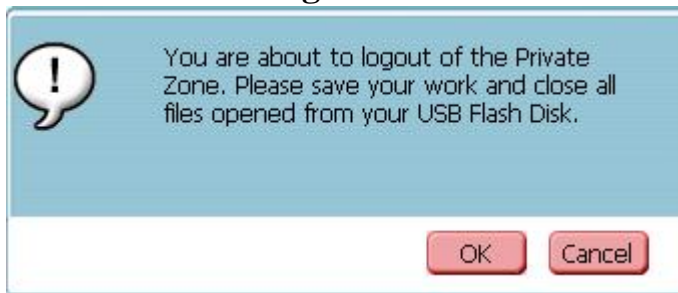 You are about to logout of the Private
Zone. Please save your work and close all
files opened from your USB Flash Disk.
OK
Cancel